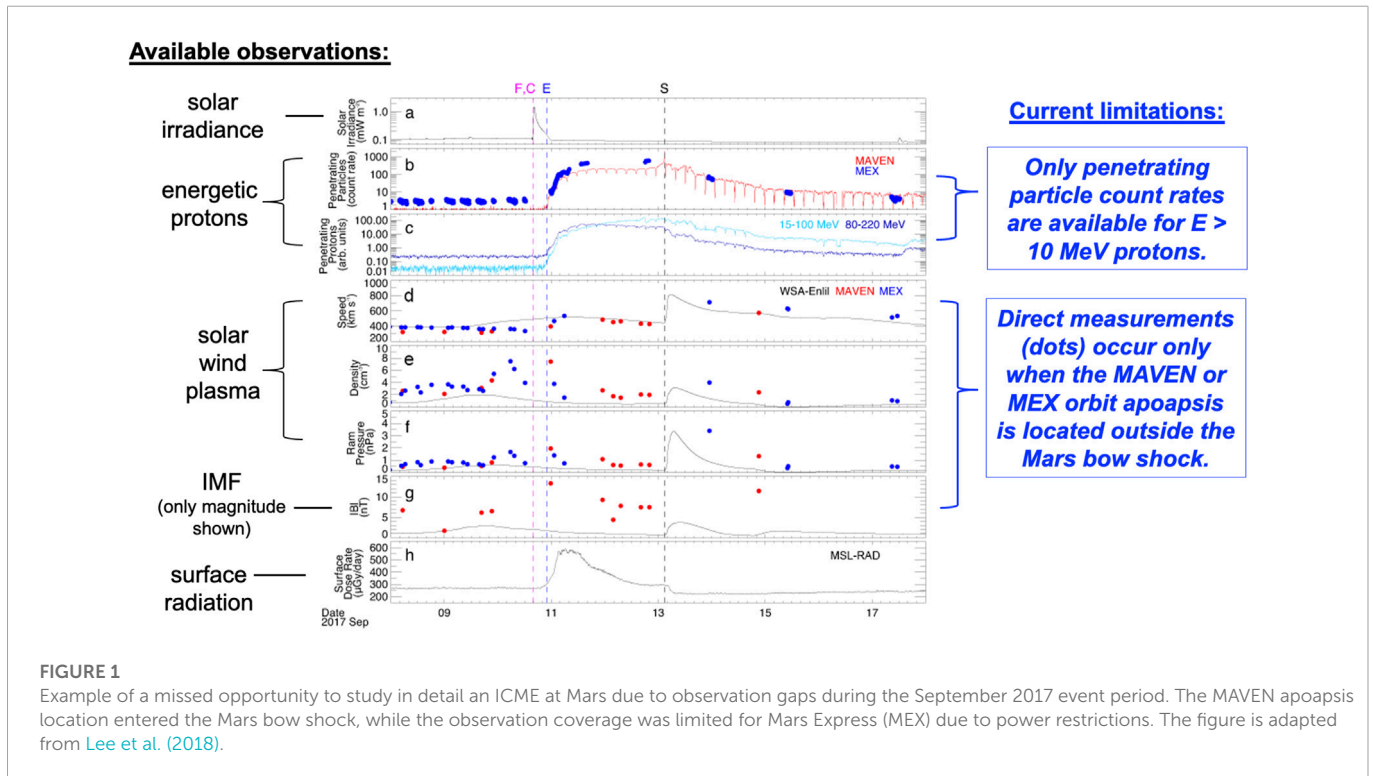 Available observations:
F,C E S
solar
irradiance
Solar
Irradiance
(mW m²)
1.0
0.1
a
Current limitations:
energetic
protons
Penetrating
Particles
(count rate)
1000
100
10
1
b
MAVEN
MEX
Only penetrating
particle count rates
are available for E >
10 MeV protons.
Penetrating
Protons
(arb. units)
100.00
10.00
1.00
0.10
0.01
c
15-100 MeV 80-220 MeV
solar
wind
plasma
Speed
(km s⁻¹)
1000
800
600
400
200
d
WSA-Enlil MAVEN MEX
Direct measurements
(dots) occur only
when the MAVEN or
MEX orbit apoapsis
is located outside the
Mars bow shock.
Density
(cm³)
10
8
6
4
2
0
e
Ram
Pressure
(nPa)
5
4
3
2
1
0
f
IMF
(only magnitude
shown)
IBI
(nT)
15
10
5
0
g
surface
radiation
Surface
Dose Rate
(µGy/day)
600
500
400
300
200
h
MSL-RAD
Date
2017 Sep
09 11 13 15 17
FIGURE 1
Example of a missed opportunity to study in detail an ICME at Mars due to observation gaps during the September 2017 event period. The MAVEN apoapsis
location entered the Mars bow shock, while the observation coverage was limited for Mars Express (MEX) due to power restrictions. The figure is adapted
from Lee et al. (2018).